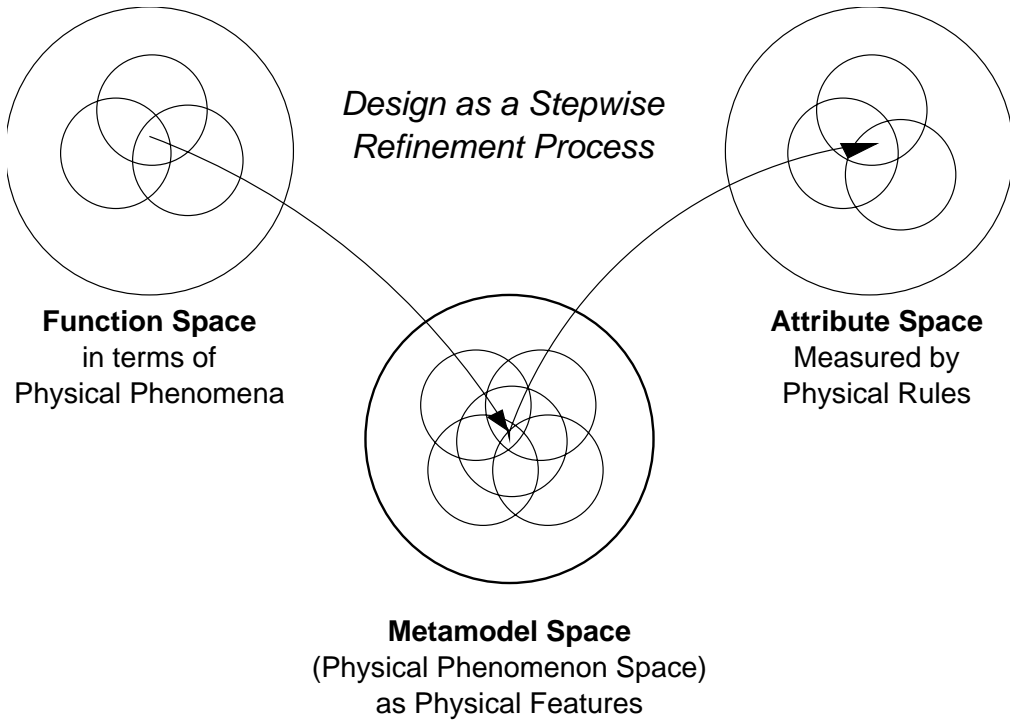 Design as a Stepwise
Refinement Process
Function Space
in terms of
Physical Phenomena
Attribute Space
Measured by
Physical Rules
Metamodel Space
(Physical Phenomenon Space)
as Physical Features